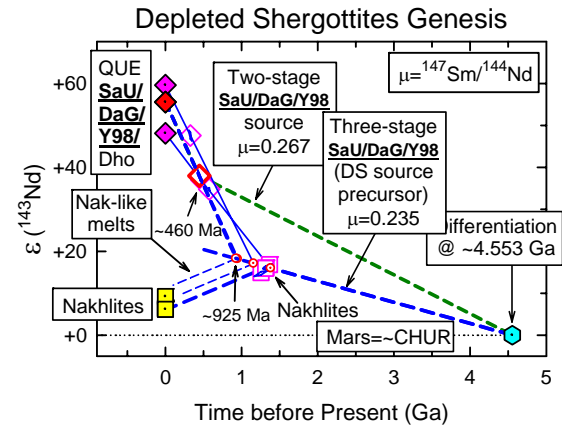 Depleted Shergottites Genesis
+60
+40
+20
+0
ε (¹⁴³Nd)
QUE
SaU/
DaG/
Y98/
Dho
Two-stage
SaU/DaG/Y98
source
μ=0.267
μ=¹⁴⁷Sm/¹⁴⁴Nd
Three-stage
SaU/DaG/Y98
(DS source
precursor)
μ=0.235
Nak-like
melts
~460 Ma
Differentiation
@ ~4.553 Ga
Nakhlites
~925 Ma
Nakhlites
Mars=~CHUR
0 1 2 3 4 5
Time before Present (Ga)